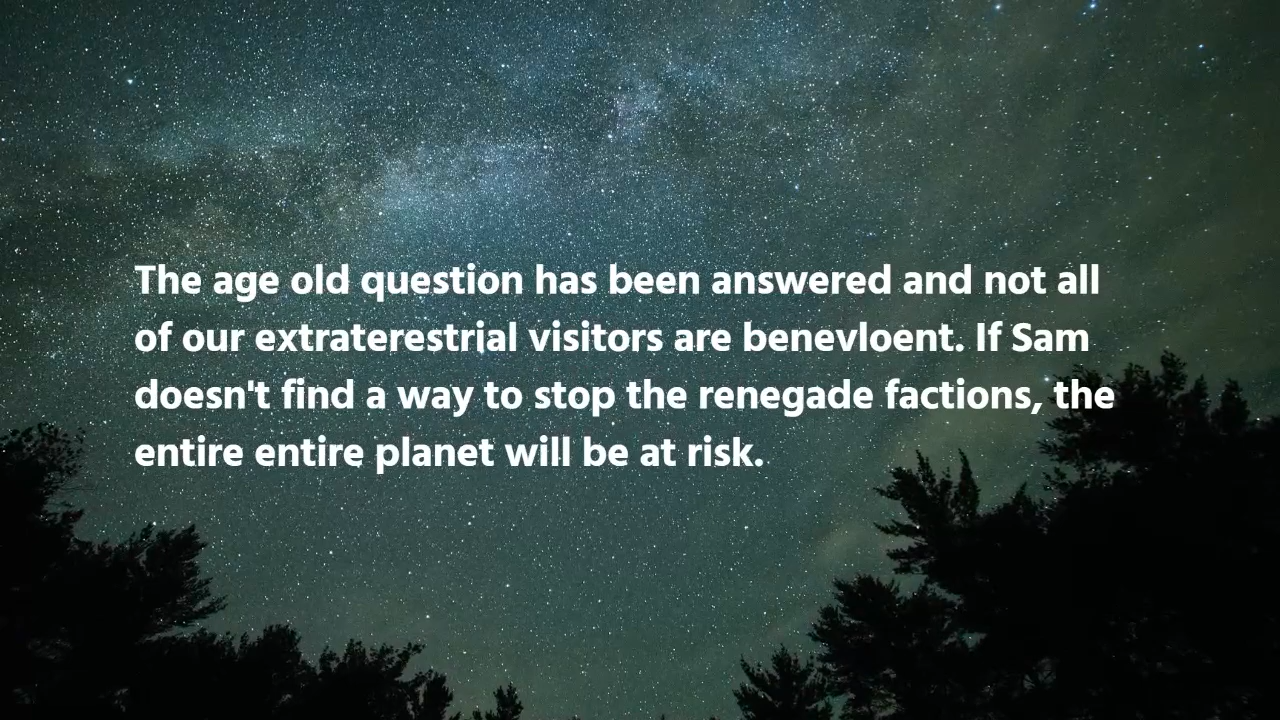 The age old question has been answered and not all
of our extraterestrial visitors are benevloent. If Sam
doesn't find a way to stop the renegade factions, the
entire entire planet will be at risk.